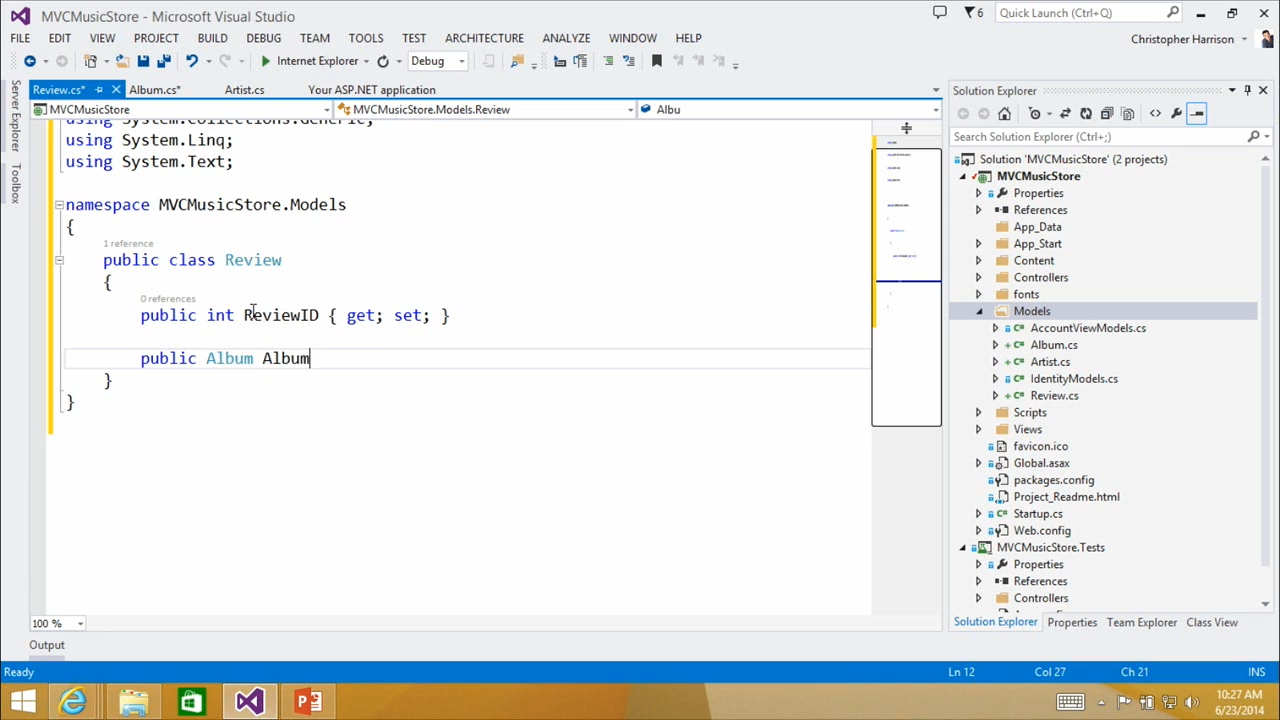 MVCMusicStore - Microsoft Visual Studio
6
Quick Launch (Ctrl+Q)
FILE EDIT VIEW PROJECT BUILD DEBUG TEAM TOOLS TEST ARCHITECTURE ANALYZE WINDOW HELP
Christopher Harrison
Internet Explorer
Debug
Review.cs*
Album.cs*
Artist.cs
Your ASP.NET application
MVCMusicStore
MVCMusicStore.Models.Review
Albu
Server Explorer
Toolbox
using System.Collections.Generic;
using System.Linq;
using System.Text;
namespace MVCMusicStore.Models
{
1 reference
public class Review
{
0 references
public int ReviewID { get; set; }
public Album Album
}
}
100 %
Solution Explorer
Search Solution Explorer (Ctrl+;)
Solution 'MVCMusicStore' (2 projects)
MVCMusicStore
Properties
References
App_Data
App_Start
Content
Controllers
fonts
Models
AccountViewModels.cs
Album.cs
Artist.cs
IdentityModels.cs
Review.cs
Scripts
Views
favicon.ico
Global.asax
packages.config
Project_Readme.html
Startup.cs
Web.config
MVCMusicStore.Tests
Properties
References
Controllers
Solution Explorer Properties Team Explorer Class View
Output
Ready
Ln 12
Col 27
Ch 21
INS
10:27 AM
6/23/2014